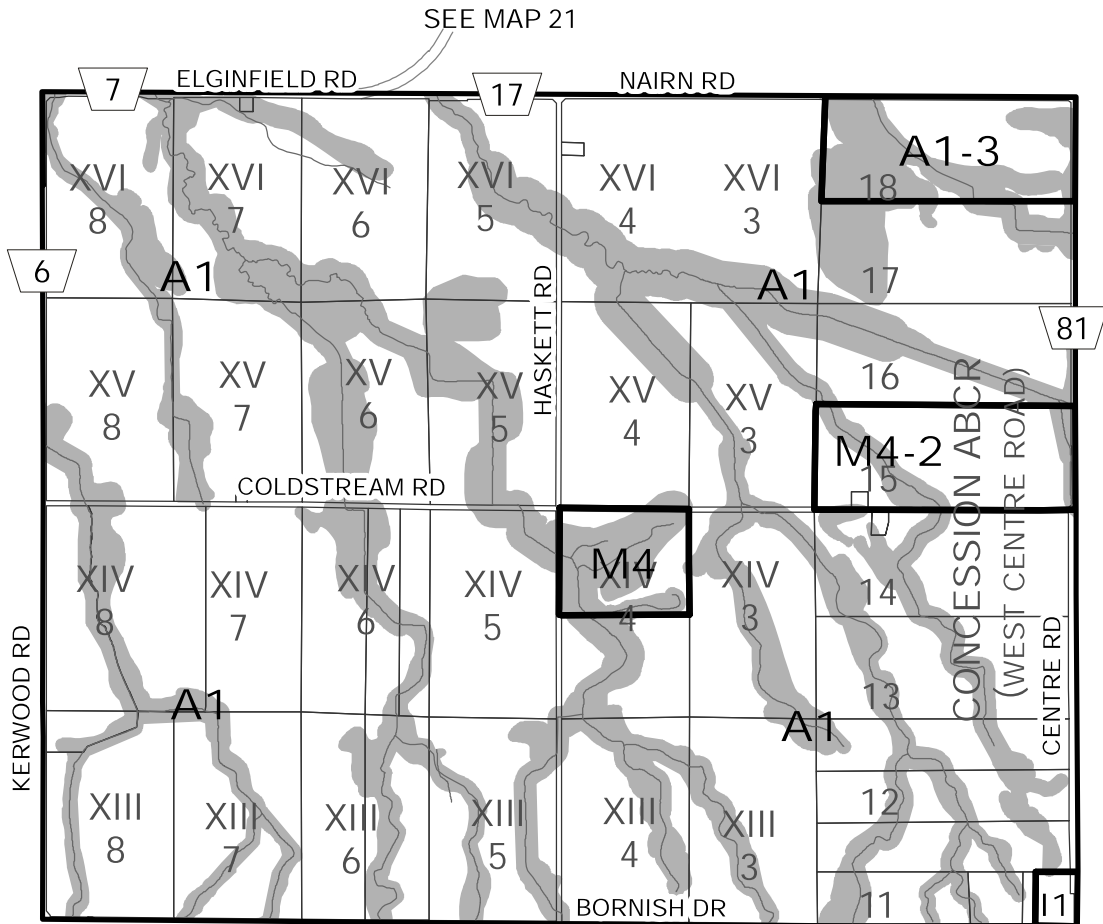 SEE MAP 21
7
ELGINFIELD RD
17
NAIRN RD
A1-3
XVI
8
XVI
7
XVI
6
XVI
5
XVI
4
XVI
3
18
6
A1
HASKETT RD
A1
17
81
XV
8
XV
7
XV
6
XV
5
XV
4
XV
3
16
M4-2
15
COLDSTREAM RD
CONCESSION ABCR
(WEST CENTRE ROAD)
M4
XIV
8
XIV
7
XIV
6
XIV
5
XIV
4
XIV
3
14
KERWOOD RD
A1
A1
13
CENTRE RD
XIII
8
XIII
7
XIII
6
XIII
5
XIII
4
XIII
3
12
11
I1
BORNISH DR